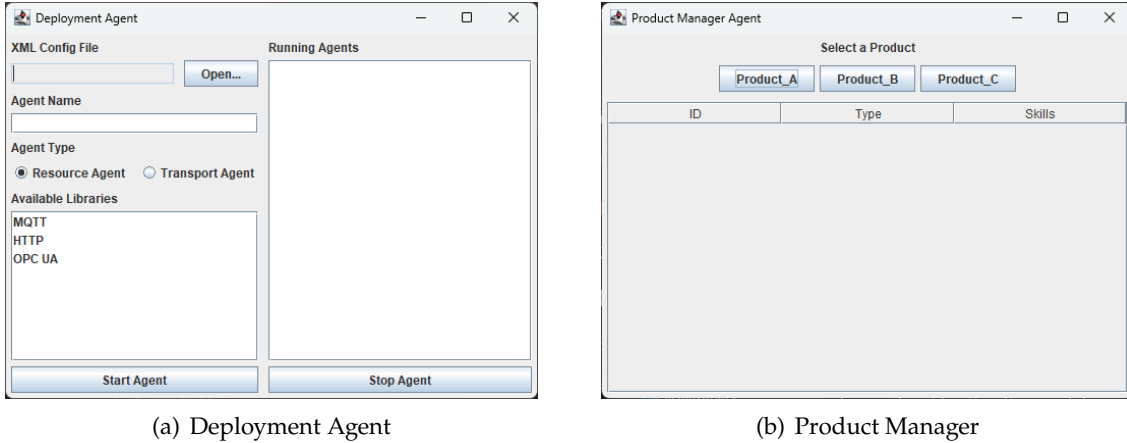 Deployment Agent
XML Config File
Open...
Agent Name
Agent Type
Resource Agent
Transport Agent
Available Libraries
MQTT
HTTP
OPC UA
Start Agent
Running Agents
Stop Agent
(a) Deployment Agent
Product Manager Agent
Select a Product
Product_A Product_B Product_C
ID Type Skills
(b) Product Manager